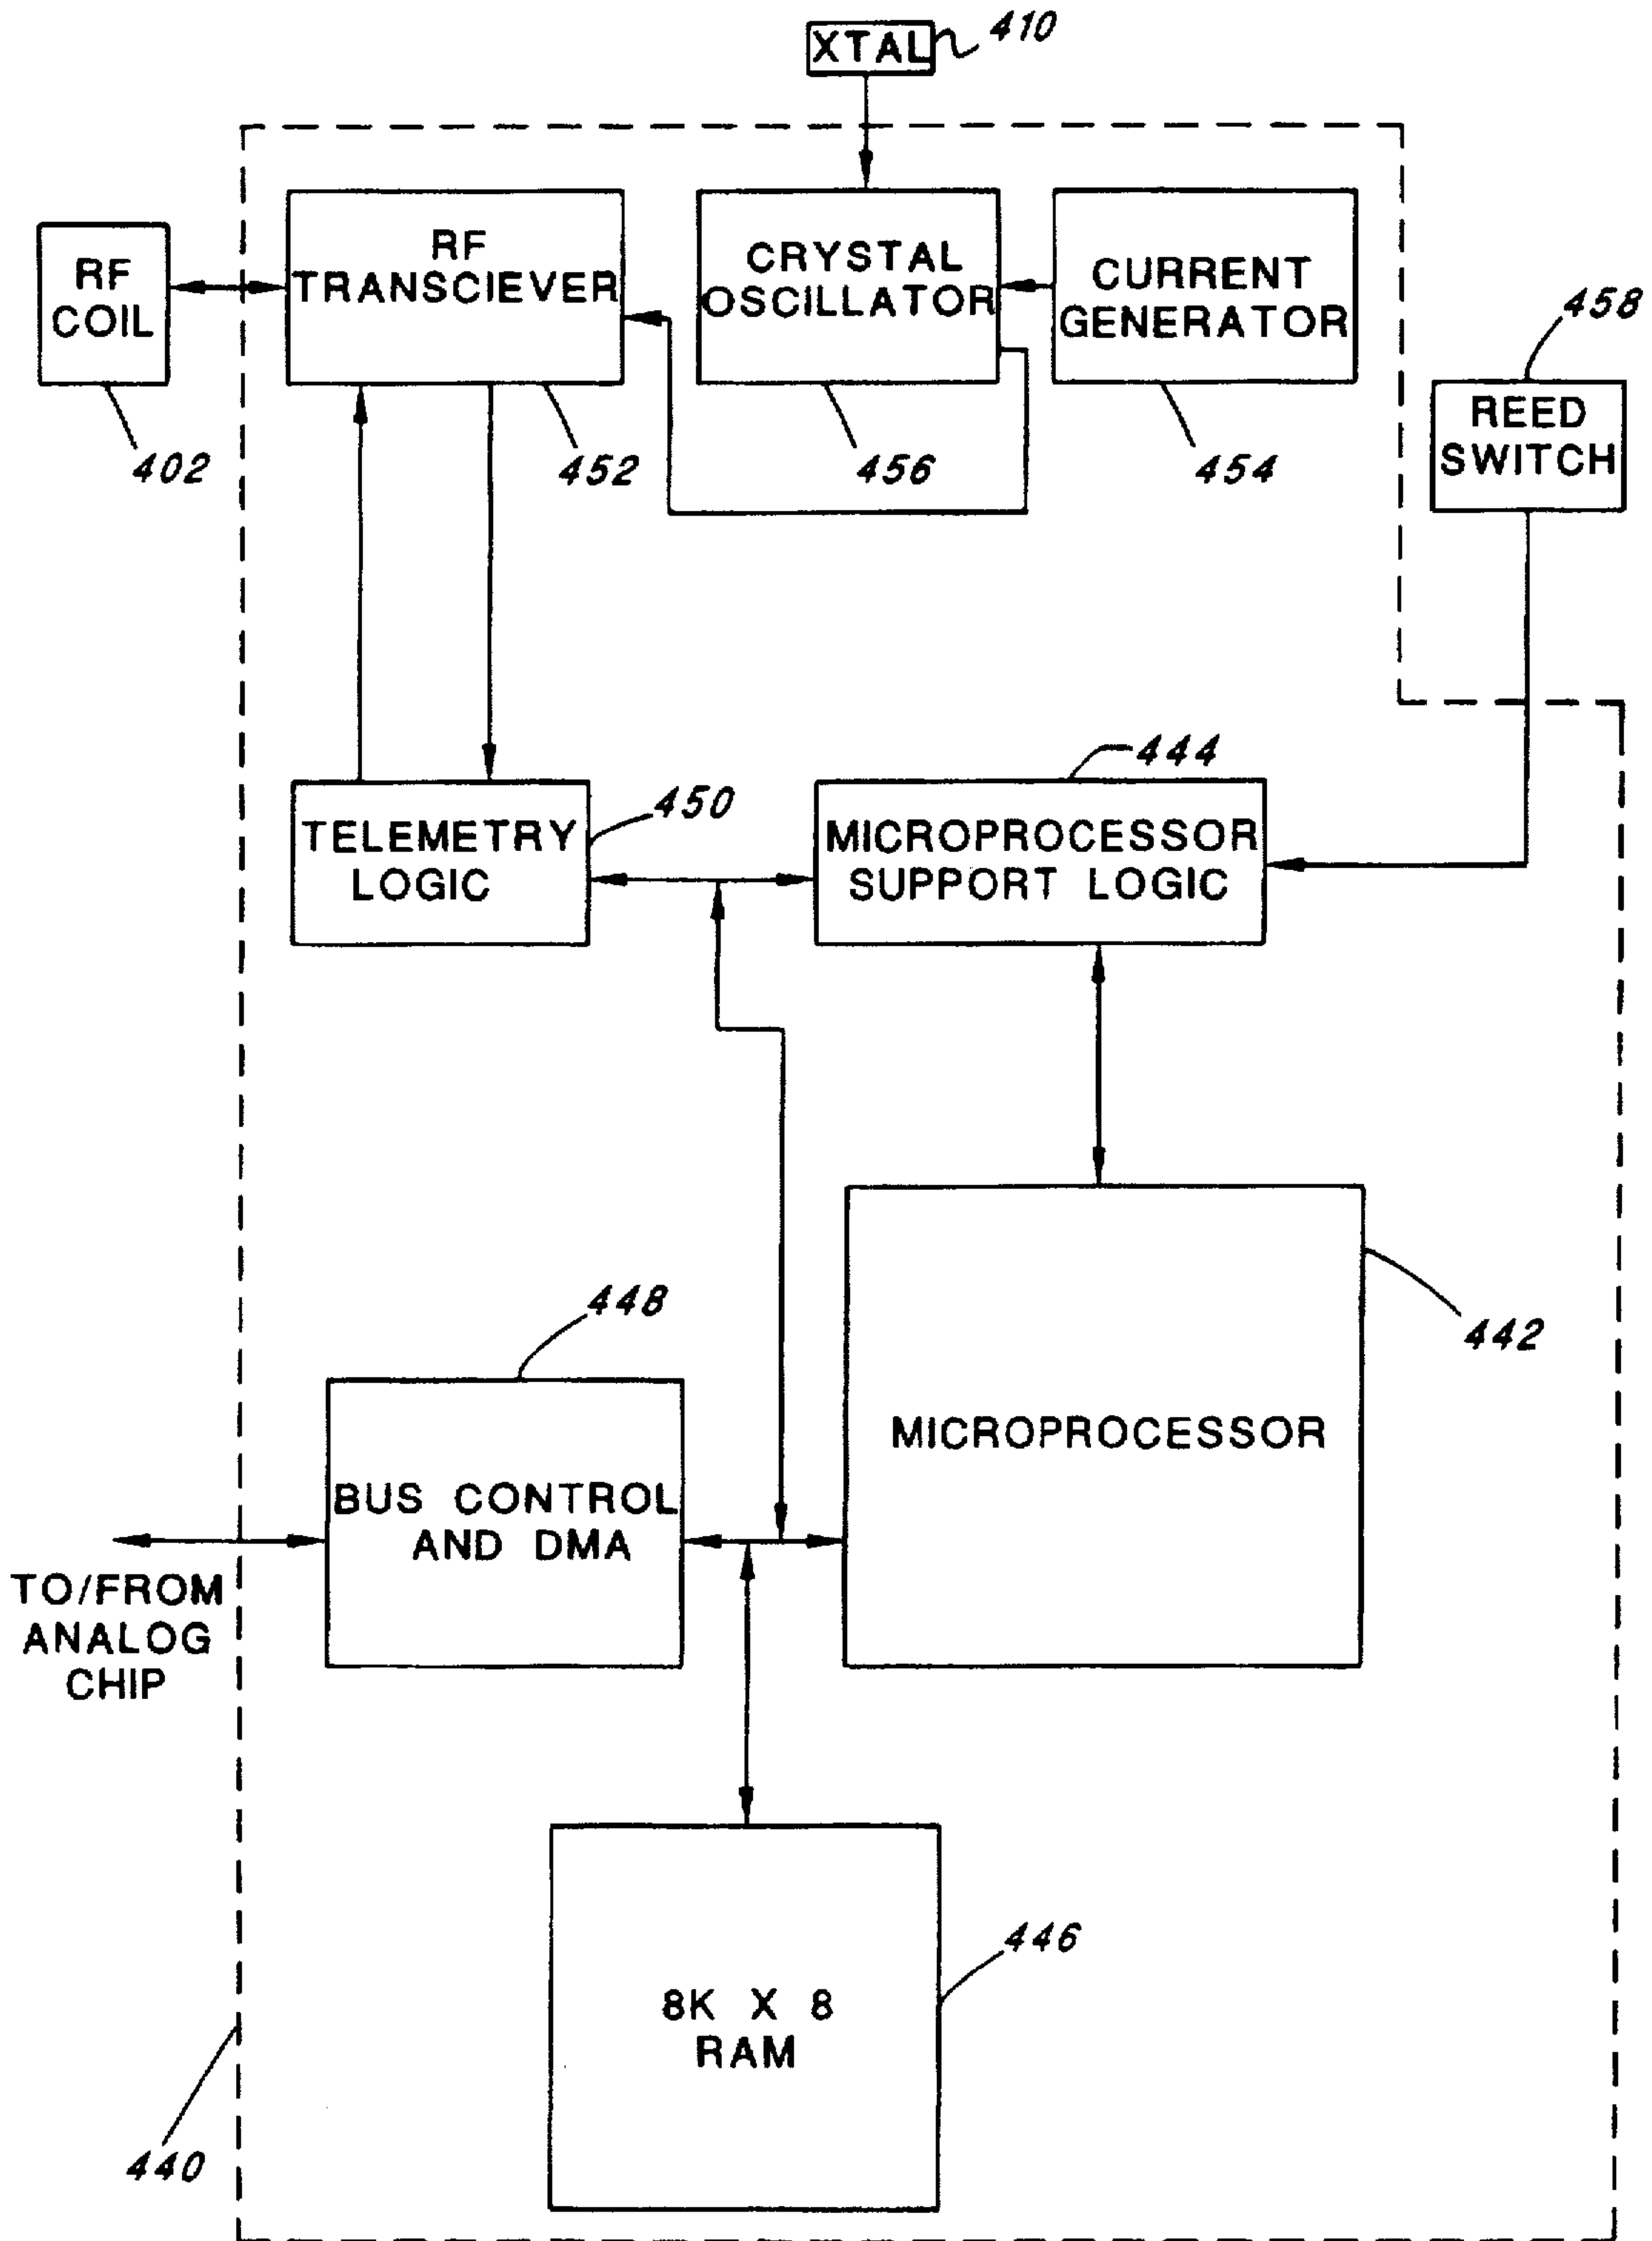 XTAL
410
RF
TRANSCIEVER
CRYSTAL
OSCILLATOR
CURRENT
GENERATOR
RF
COIL
458
REED
SWITCH
402
452
456
454
444
450
TELEMETRY
LOGIC
MICROPROCESSOR
SUPPORT LOGIC
448
442
MICROPROCESSOR
BUS CONTROL
AND DMA
TO/FROM
ANALOG
CHIP
446
8K X 8
RAM
440